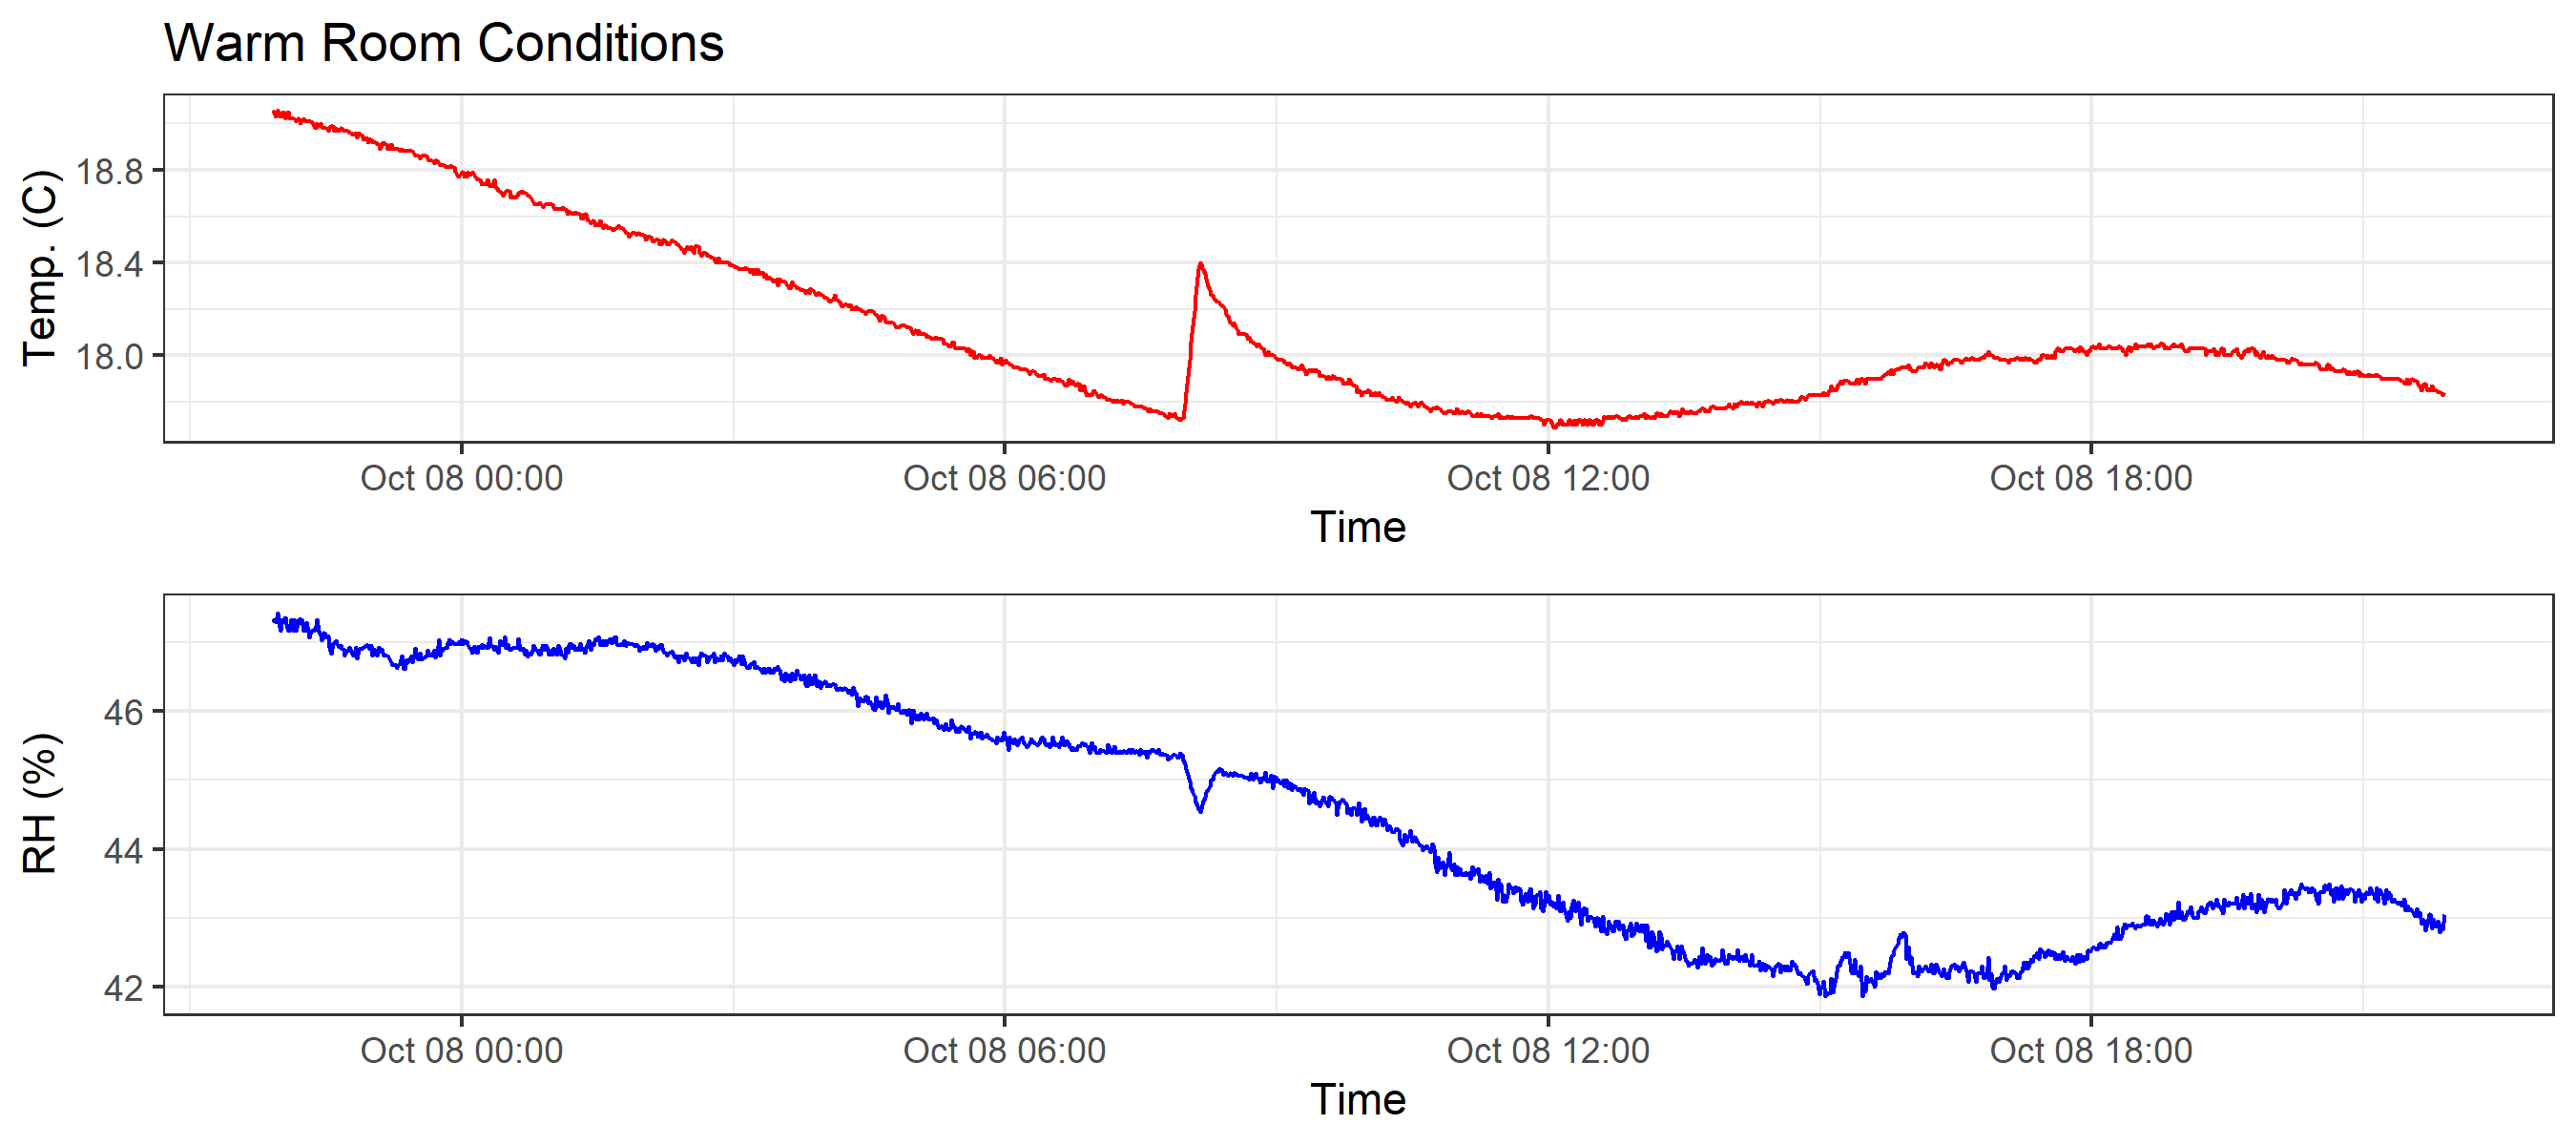 Warm Room Conditions
Temp. (C)
18.8
18.4
18.0
Oct 08 00:00 Oct 08 06:00 Oct 08 12:00 Oct 08 18:00
Time
RH (%)
46
44
42
Oct 08 00:00 Oct 08 06:00 Oct 08 12:00 Oct 08 18:00
Time